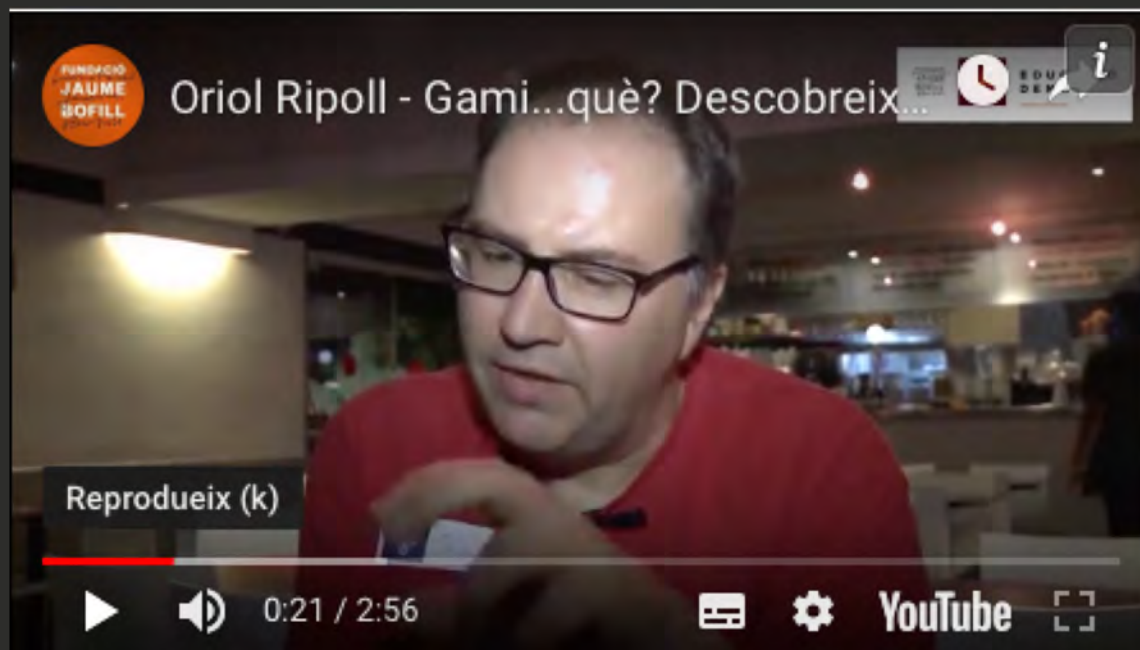 FUNDACIÓ
JAUME
BOFILL
Oriol Ripoll - Gami...què? Descobreix...
i
Reprodueix (k)
0:21 / 2:56
YouTube